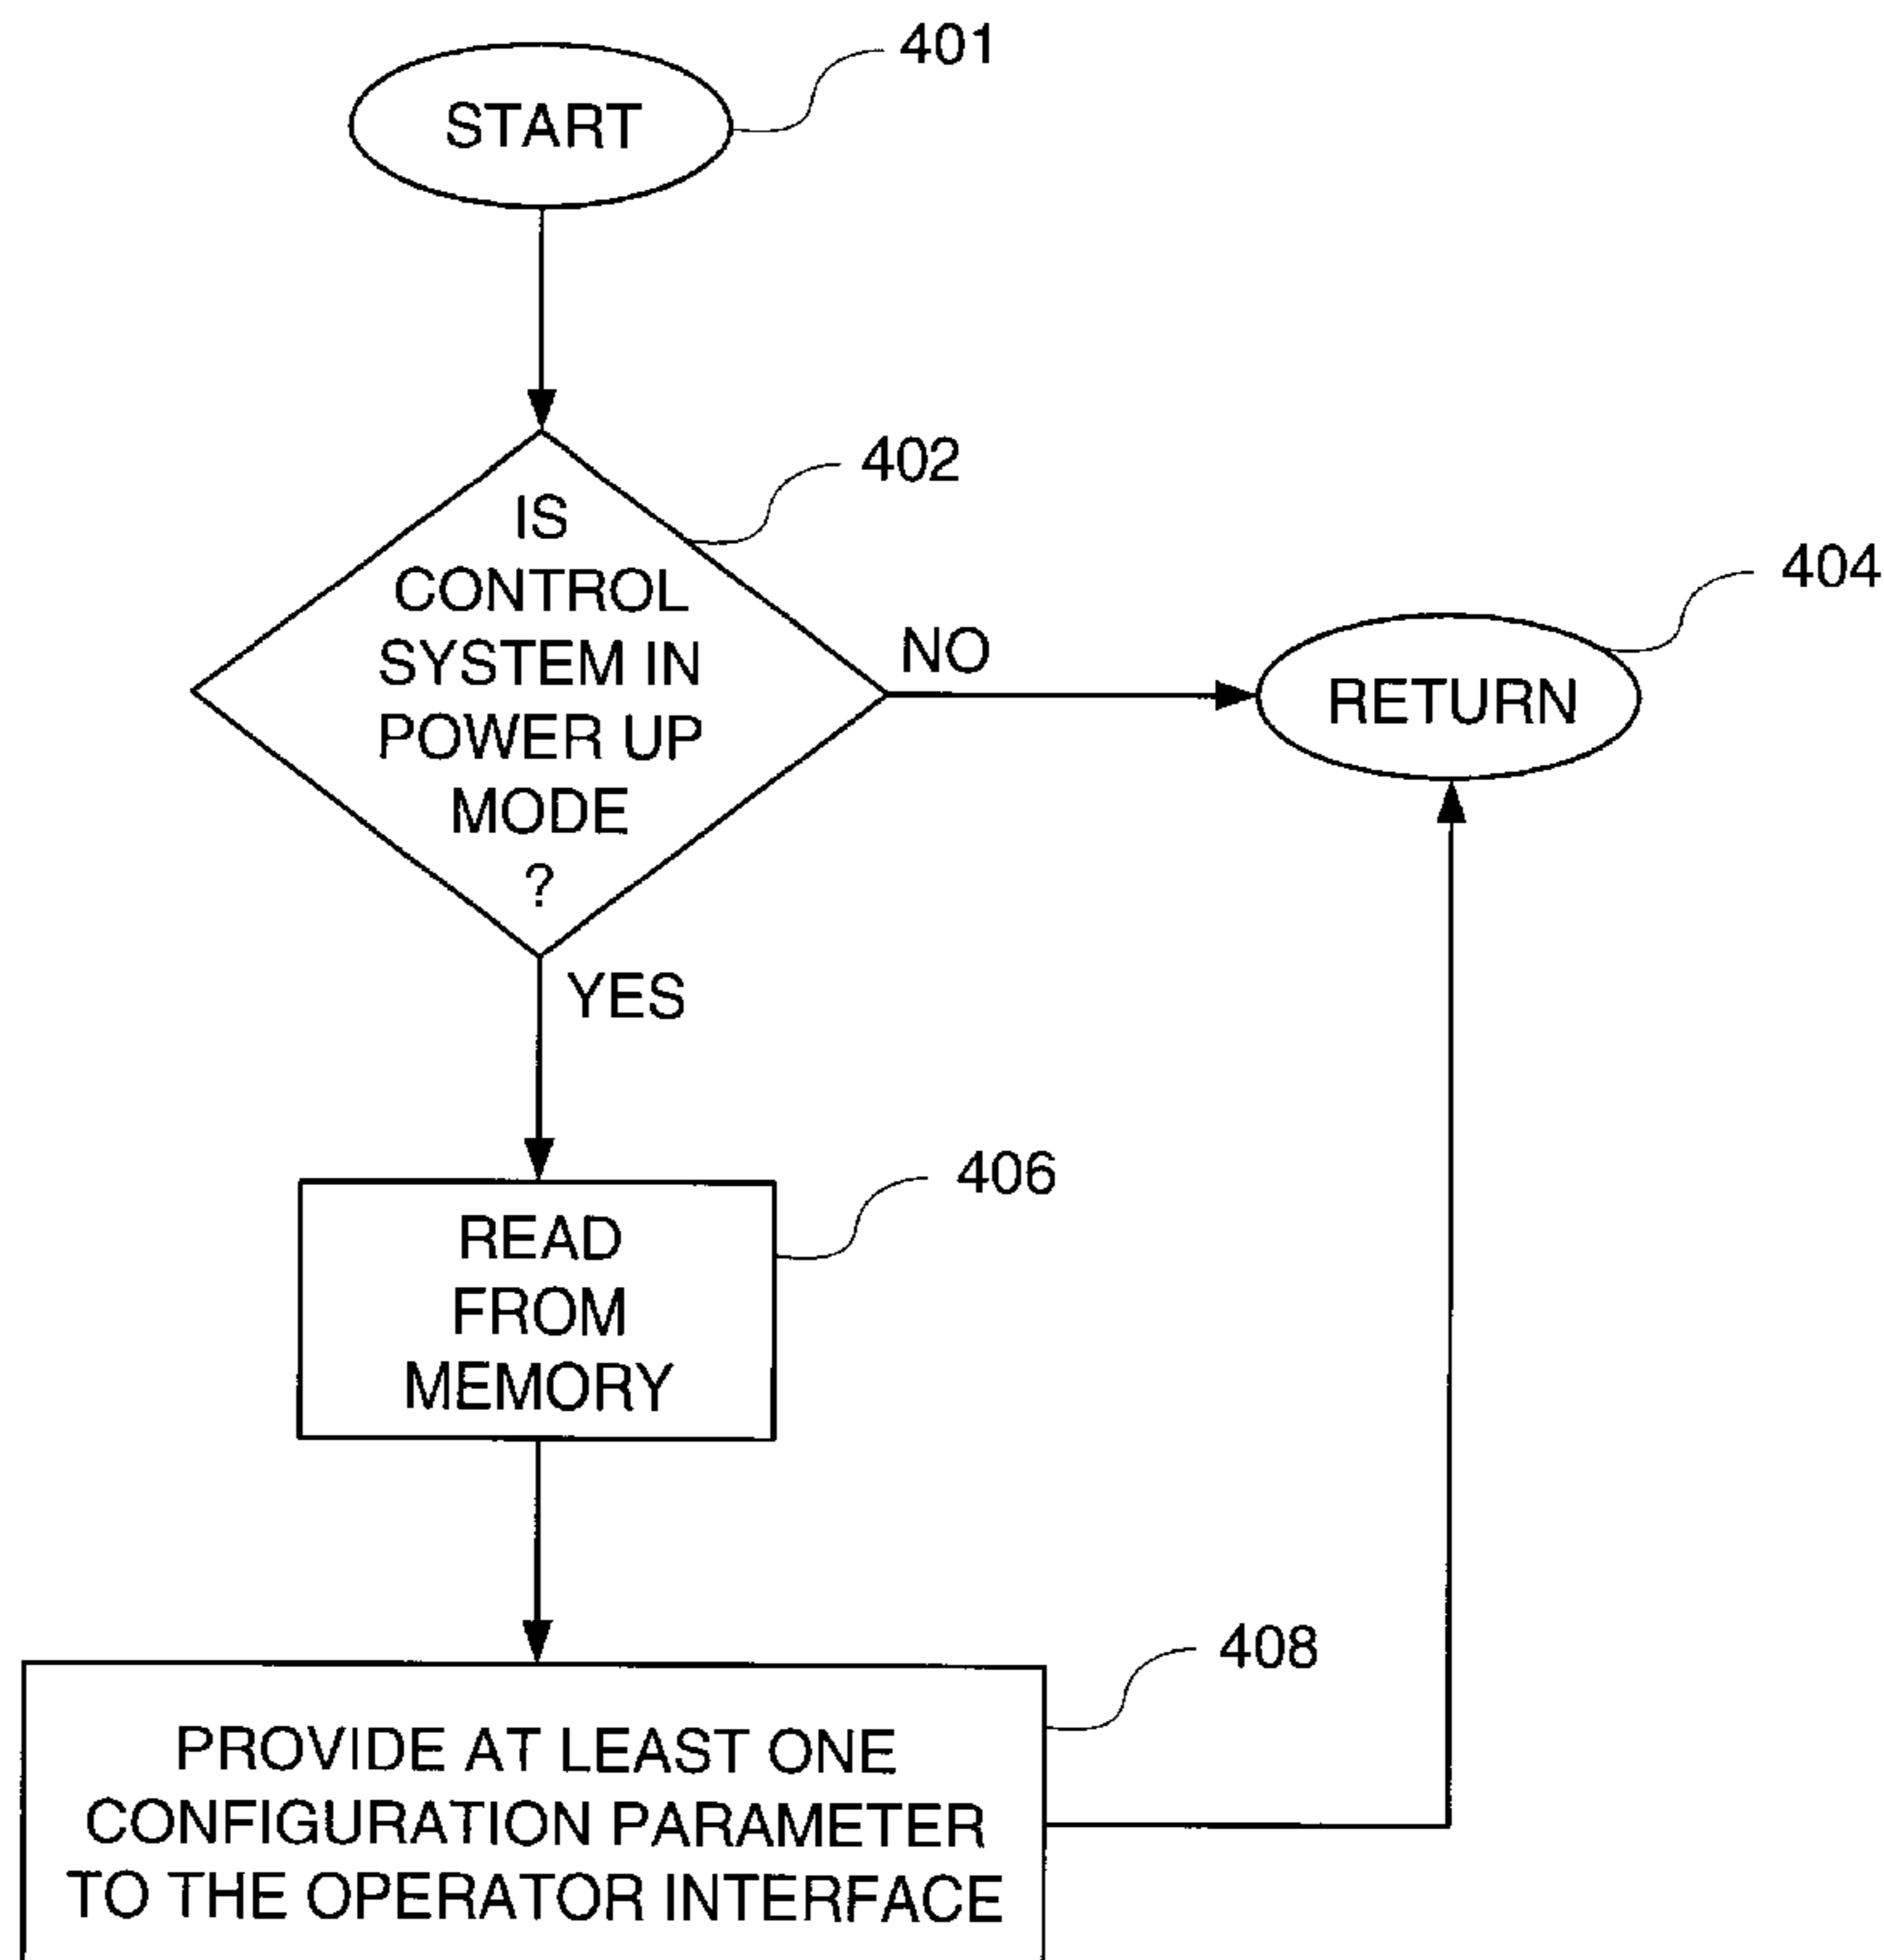 401
START
402
IS
CONTROL
SYSTEM IN
POWER UP
MODE
?
NO
404
RETURN
YES
406
READ
FROM
MEMORY
408
PROVIDE AT LEAST ONE
CONFIGURATION PARAMETER
TO THE OPERATOR INTERFACE